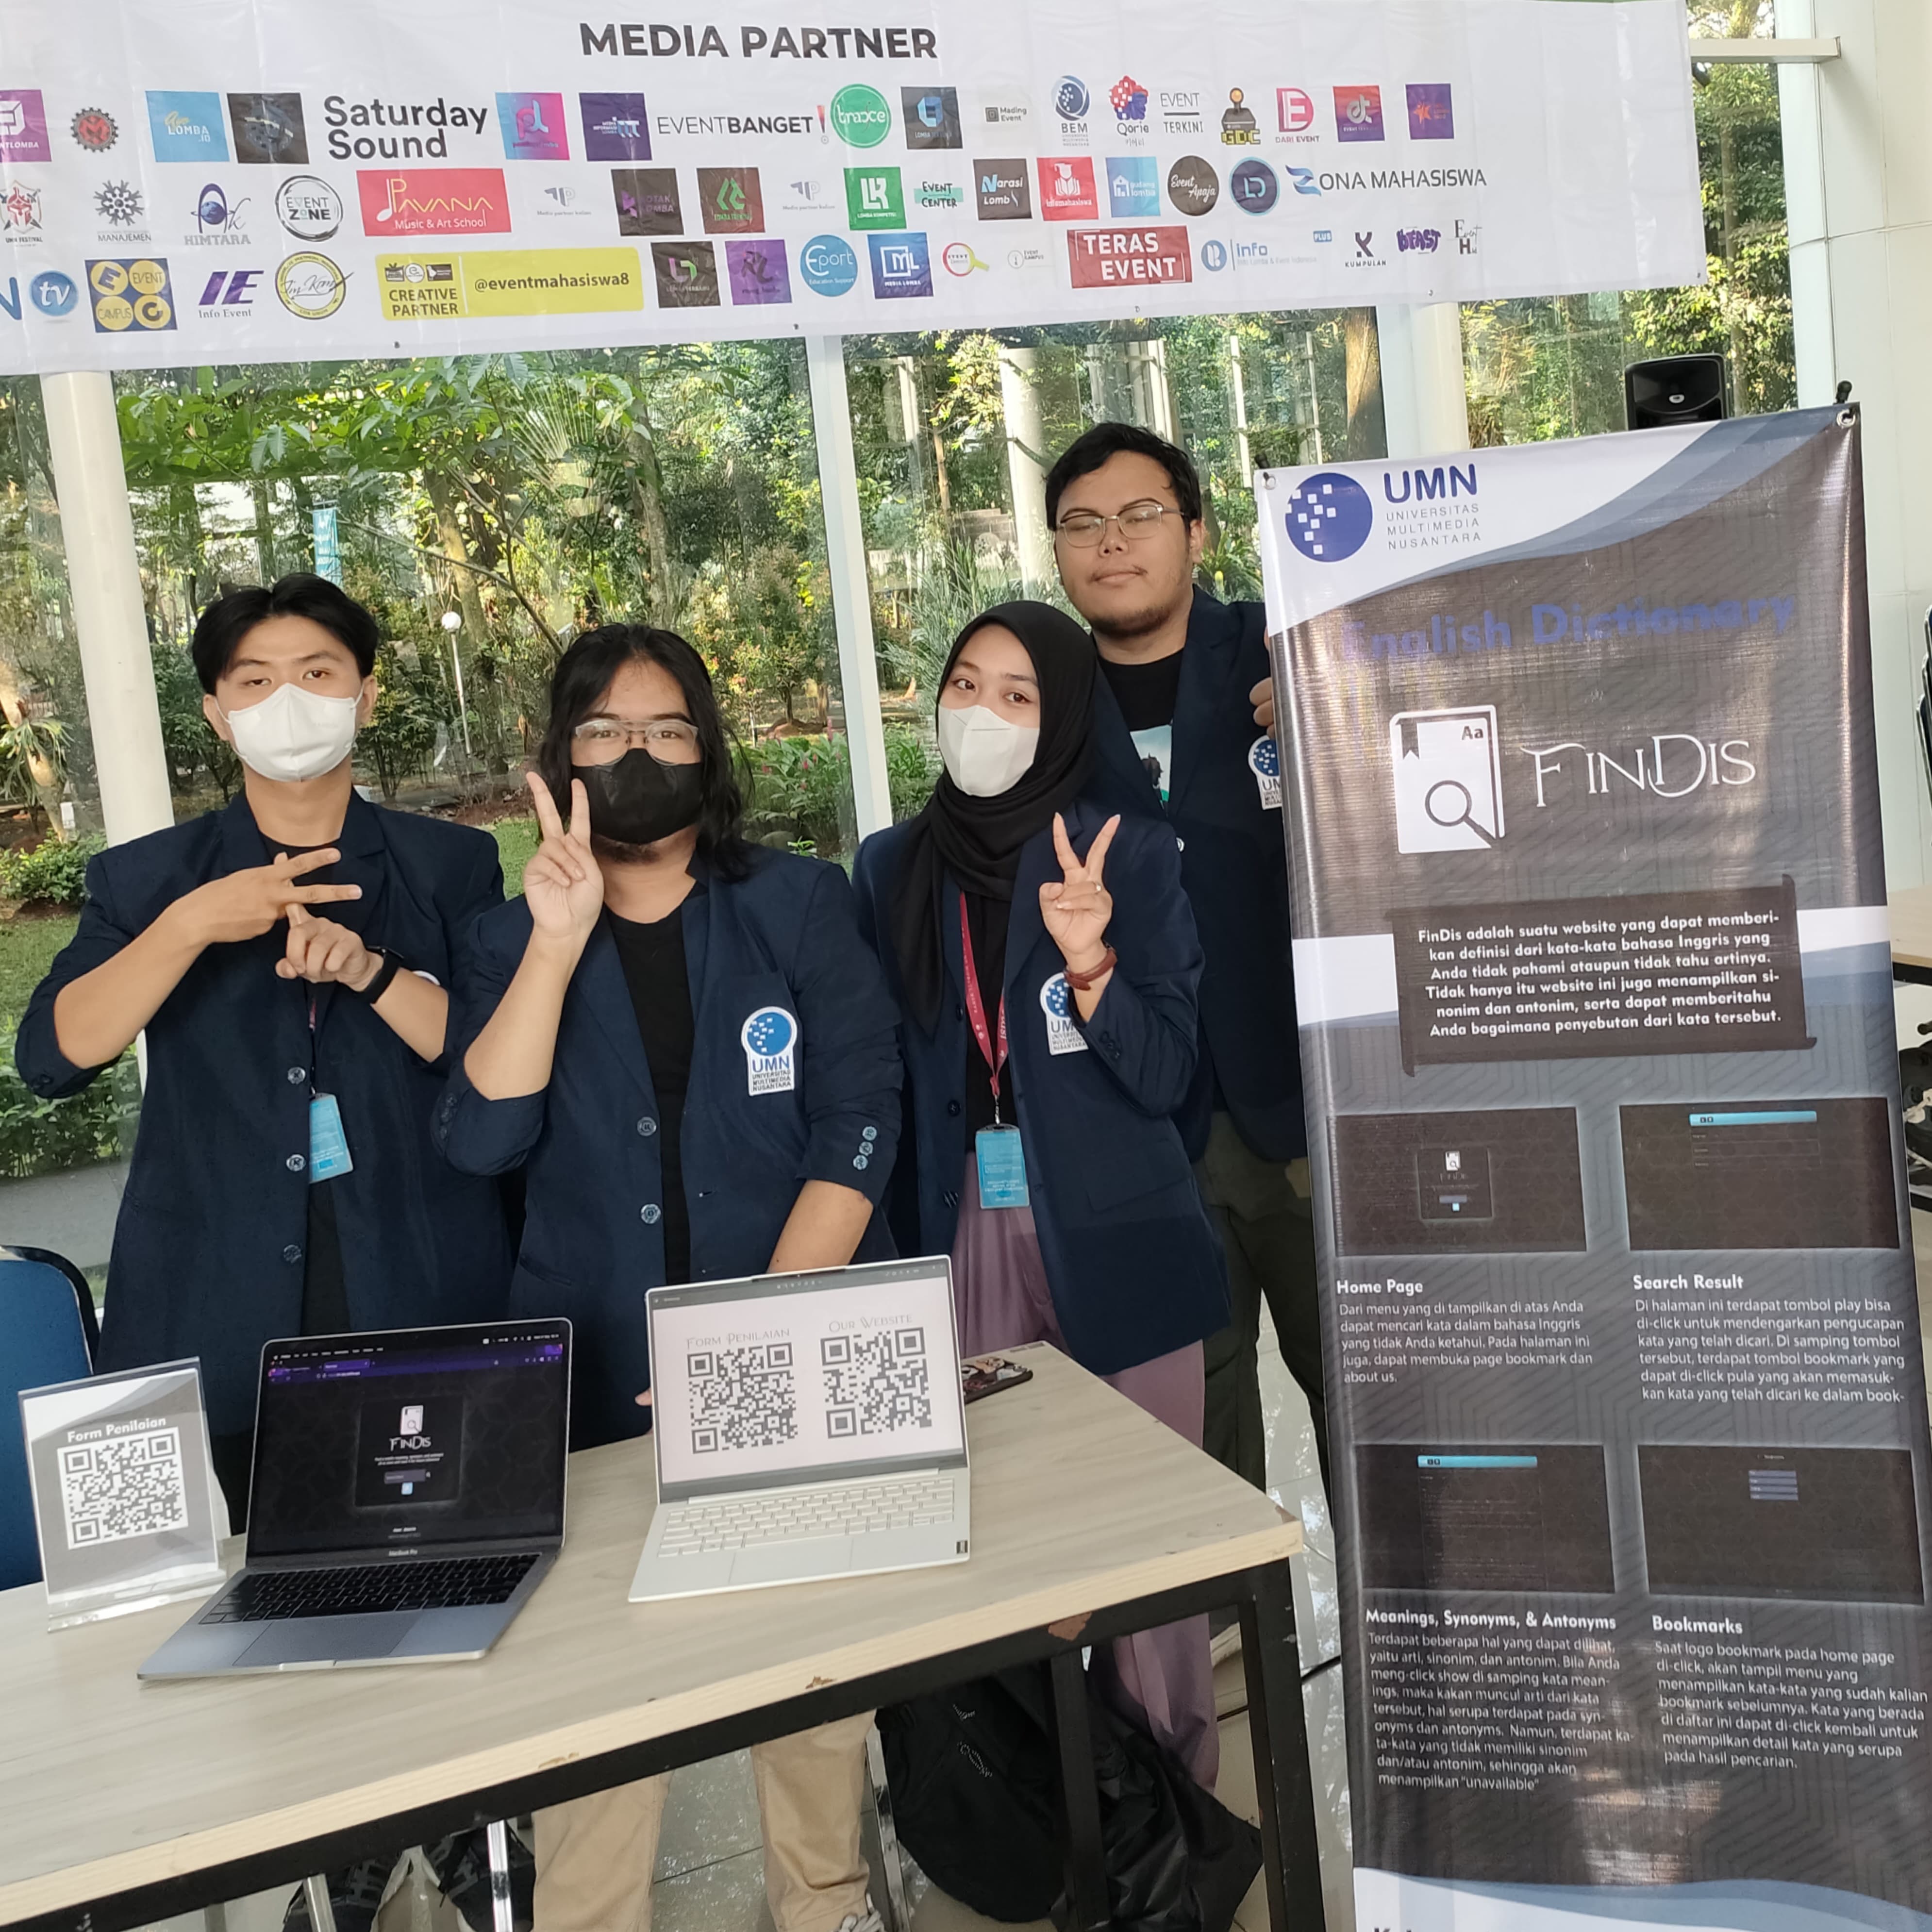 MEDIA PARTNER
Saturday
Sound
EVENTBANGET!
trace
Mading
Event
BEM
Qorie
EVENT
TERKINI
GDC
DARI EVENT
LOMBA.ID
MANAJEMEN
HIMTARA
EVENT
ZONE
PAVANA
Music & Art School
EVENT
CENTER
Narasi
Lomb
Event
Apaja
ZONA MAHASISWA
tv
EVENT
CAMPUS
IE
Info Event
CREATIVE
PARTNER
@eventmahasiswa8
Eport
MEDIA LOMBA
TERAS
EVENT
info
PLUS
KUMPULAN
UMN
UNIVERSITAS
MULTIMEDIA
NUSANTARA
English Dictionary
Aa
FINDIS
FinDis adalah suatu website yang dapat memberi-
kan definisi dari kata-kata bahasa Inggris yang
Anda tidak pahami ataupun tidak tahu artinya.
Tidak hanya itu website ini juga menampilkan si-
nonim dan antonim, serta dapat memberitahu
Anda bagaimana penyebutan dari kata tersebut.
Home Page
Dari menu yang di tampilkan di atas Anda
dapat mencari kata dalam bahasa Inggris
yang tidak Anda ketahui. Pada halaman ini
juga, dapat membuka page bookmark dan
about us.
Search Result
Di halaman ini terdapat tombol play bisa
di-click untuk mendengarkan pengucapan
kata yang telah dicari. Di samping tombol
tersebut, terdapat tombol bookmark yang
dapat di-click pula yang akan memasuk-
kan kata yang telah dicari ke dalam book-
Meanings, Synonyms, & Antonyms
Terdapat beberapa hal yang dapat dilihat,
yaitu arti, sinonim, dan antonim. Bila Anda
meng-click show di samping kata mean-
ings, maka kakan muncul arti dari kata
tersebut, hal serupa terdapat pada syn-
onyms dan antonyms. Namun, terdapat ka-
ta-kata yang tidak memiliki sinonim
dan/atau antonim, sehingga akan
menampilkan "unavailable"
Bookmarks
Saat logo bookmark pada home page
di-click, akan tampil menu yang
menampilkan kata-kata yang sudah kalian
bookmark sebelumnya. Kata yang berada
di daftar ini dapat di-click kembali untuk
menampilkan detail kata yang serupa
pada hasil pencarian.
UMN
UNIVERSITAS
MULTIMEDIA
NUSANTARA
UMN
Form Penilaian
FINDIS
MacBook Pro
FORM PENILAIAN
OUR WEBSITE